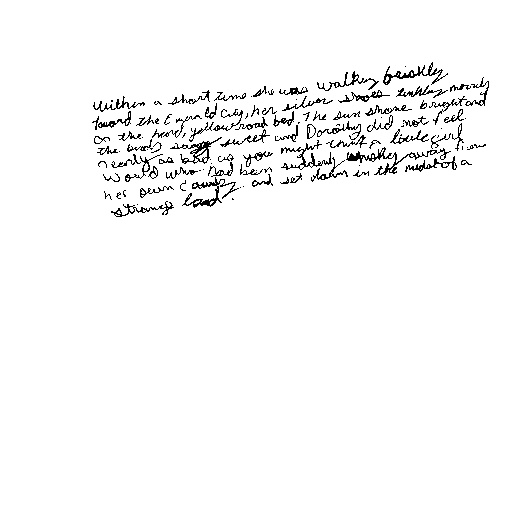 Within a short time she was walking briskly
toward the Emerald City, her silver shoes tinkling merrily
on the hard, yellow road bed. The sun shone bright and
the birds sang sweet and Dorothy did not feel
nearly as bad as you might think a little girl
would who had been suddenly whisked away from
her own country and set down in the midst of a
strange land.